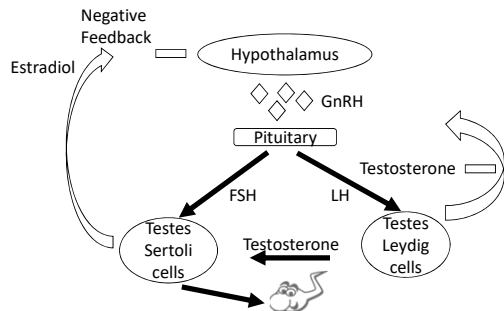 Negative
Feedback
Estradiol
Hypothalamus
GnRH
Pituitary
Testosterone
FSH
LH
Testes
Sertoli
cells
Testosterone
Testes
Leydig
cells